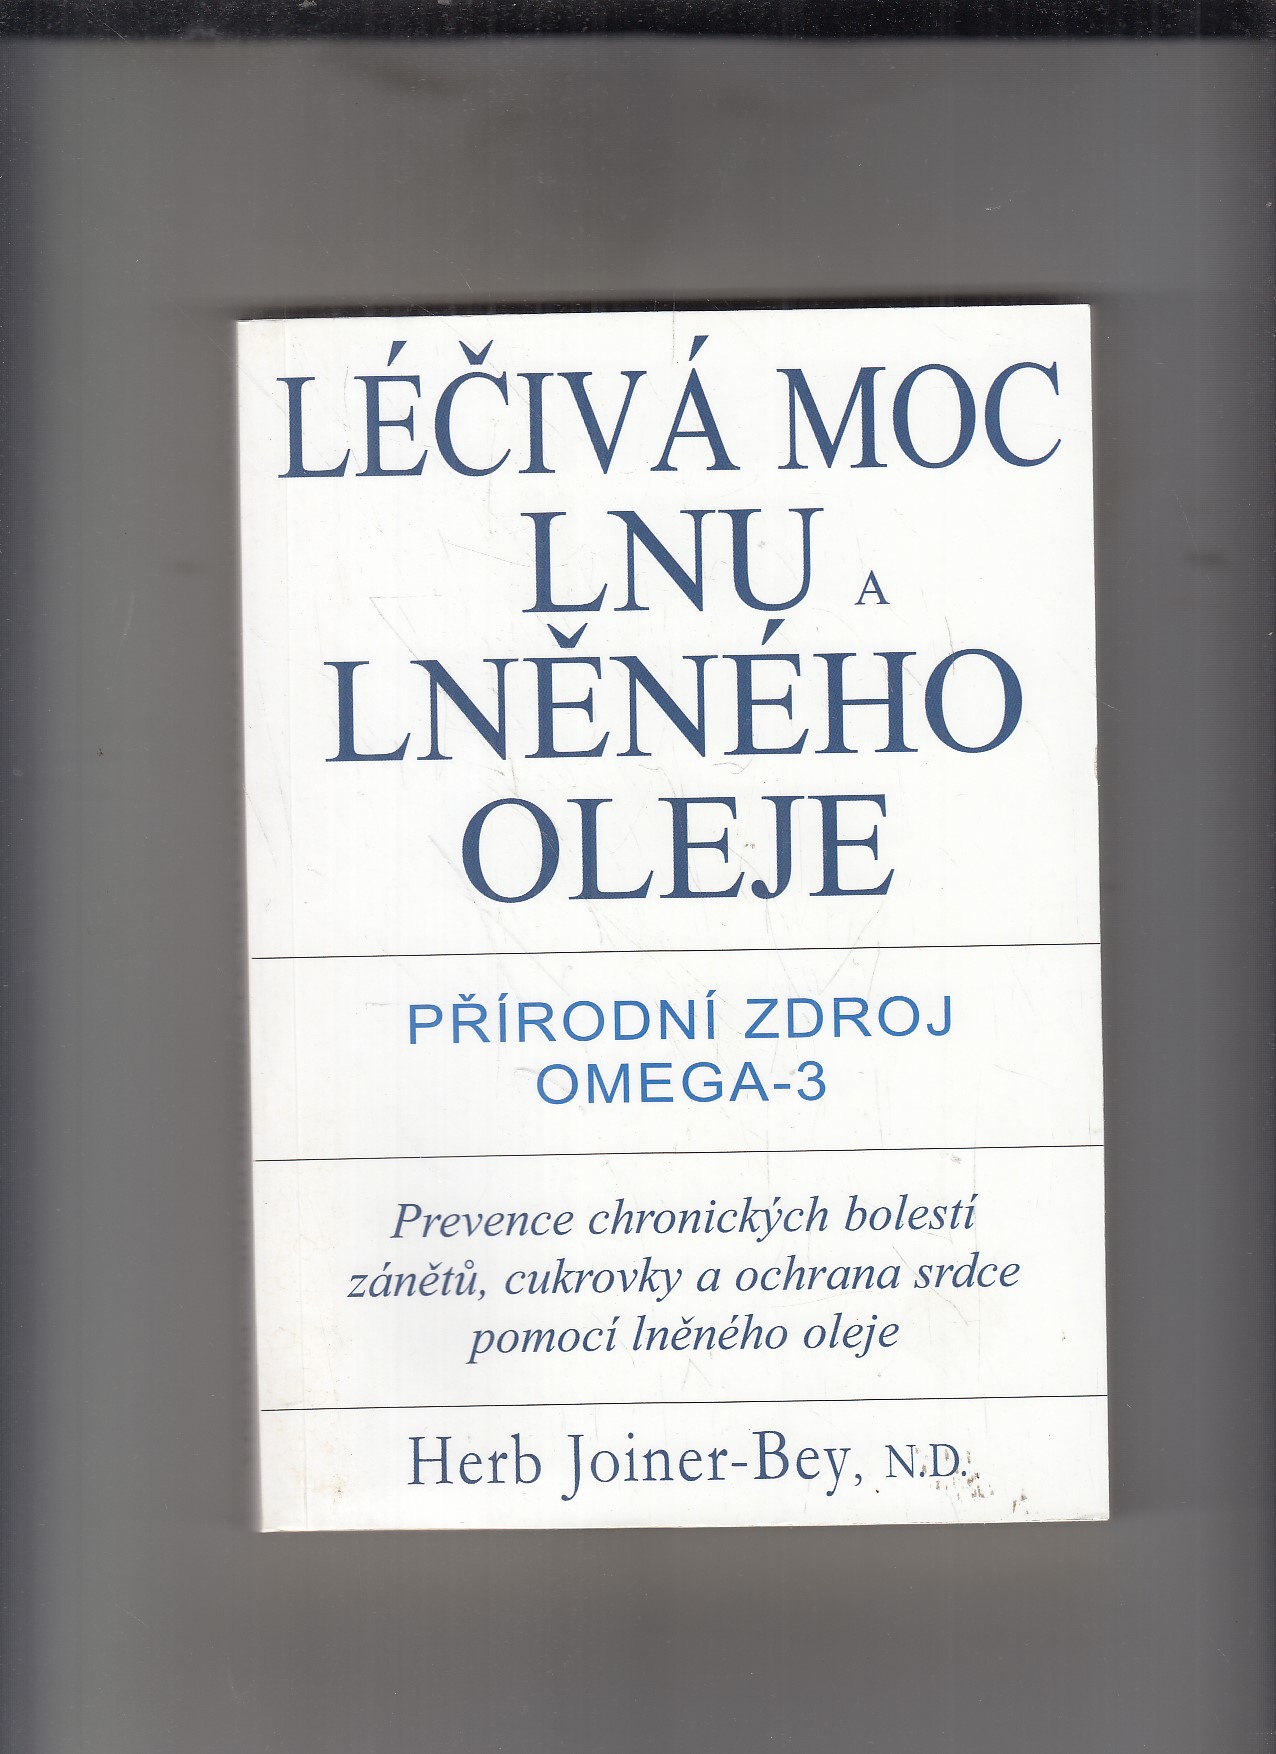 LÉČIVÁ MOC
LNU A
LNĚNÉHO
OLEJE
PŘÍRODNÍ ZDROJ
OMEGA-3
Prevence chronických bolestí
zánětů, cukrovky a ochrana srdce
pomocí lněného oleje
Herb Joiner-Bey, N.D.